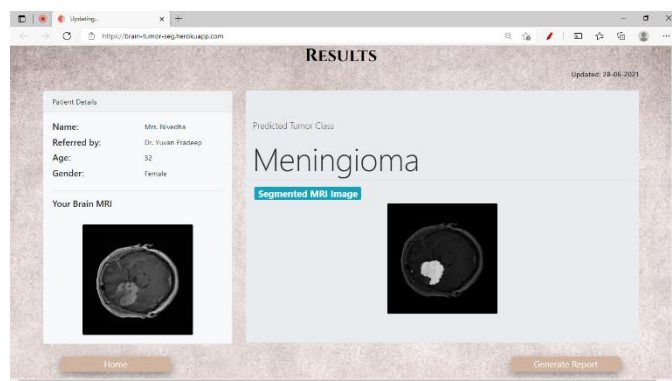 Updating...
https://brain-tumor-seg.herokuapp.com
RESULTS
Updated: 28-06-2021
Patient Details
Name: Mrs. Nivedha
Referred by: Dr. Yuvan Pradeep
Age: 32
Gender: Female
Your Brain MRI
Predicted Tumor Class
Meningioma
Segmented MRI Image
Home
Generate Report